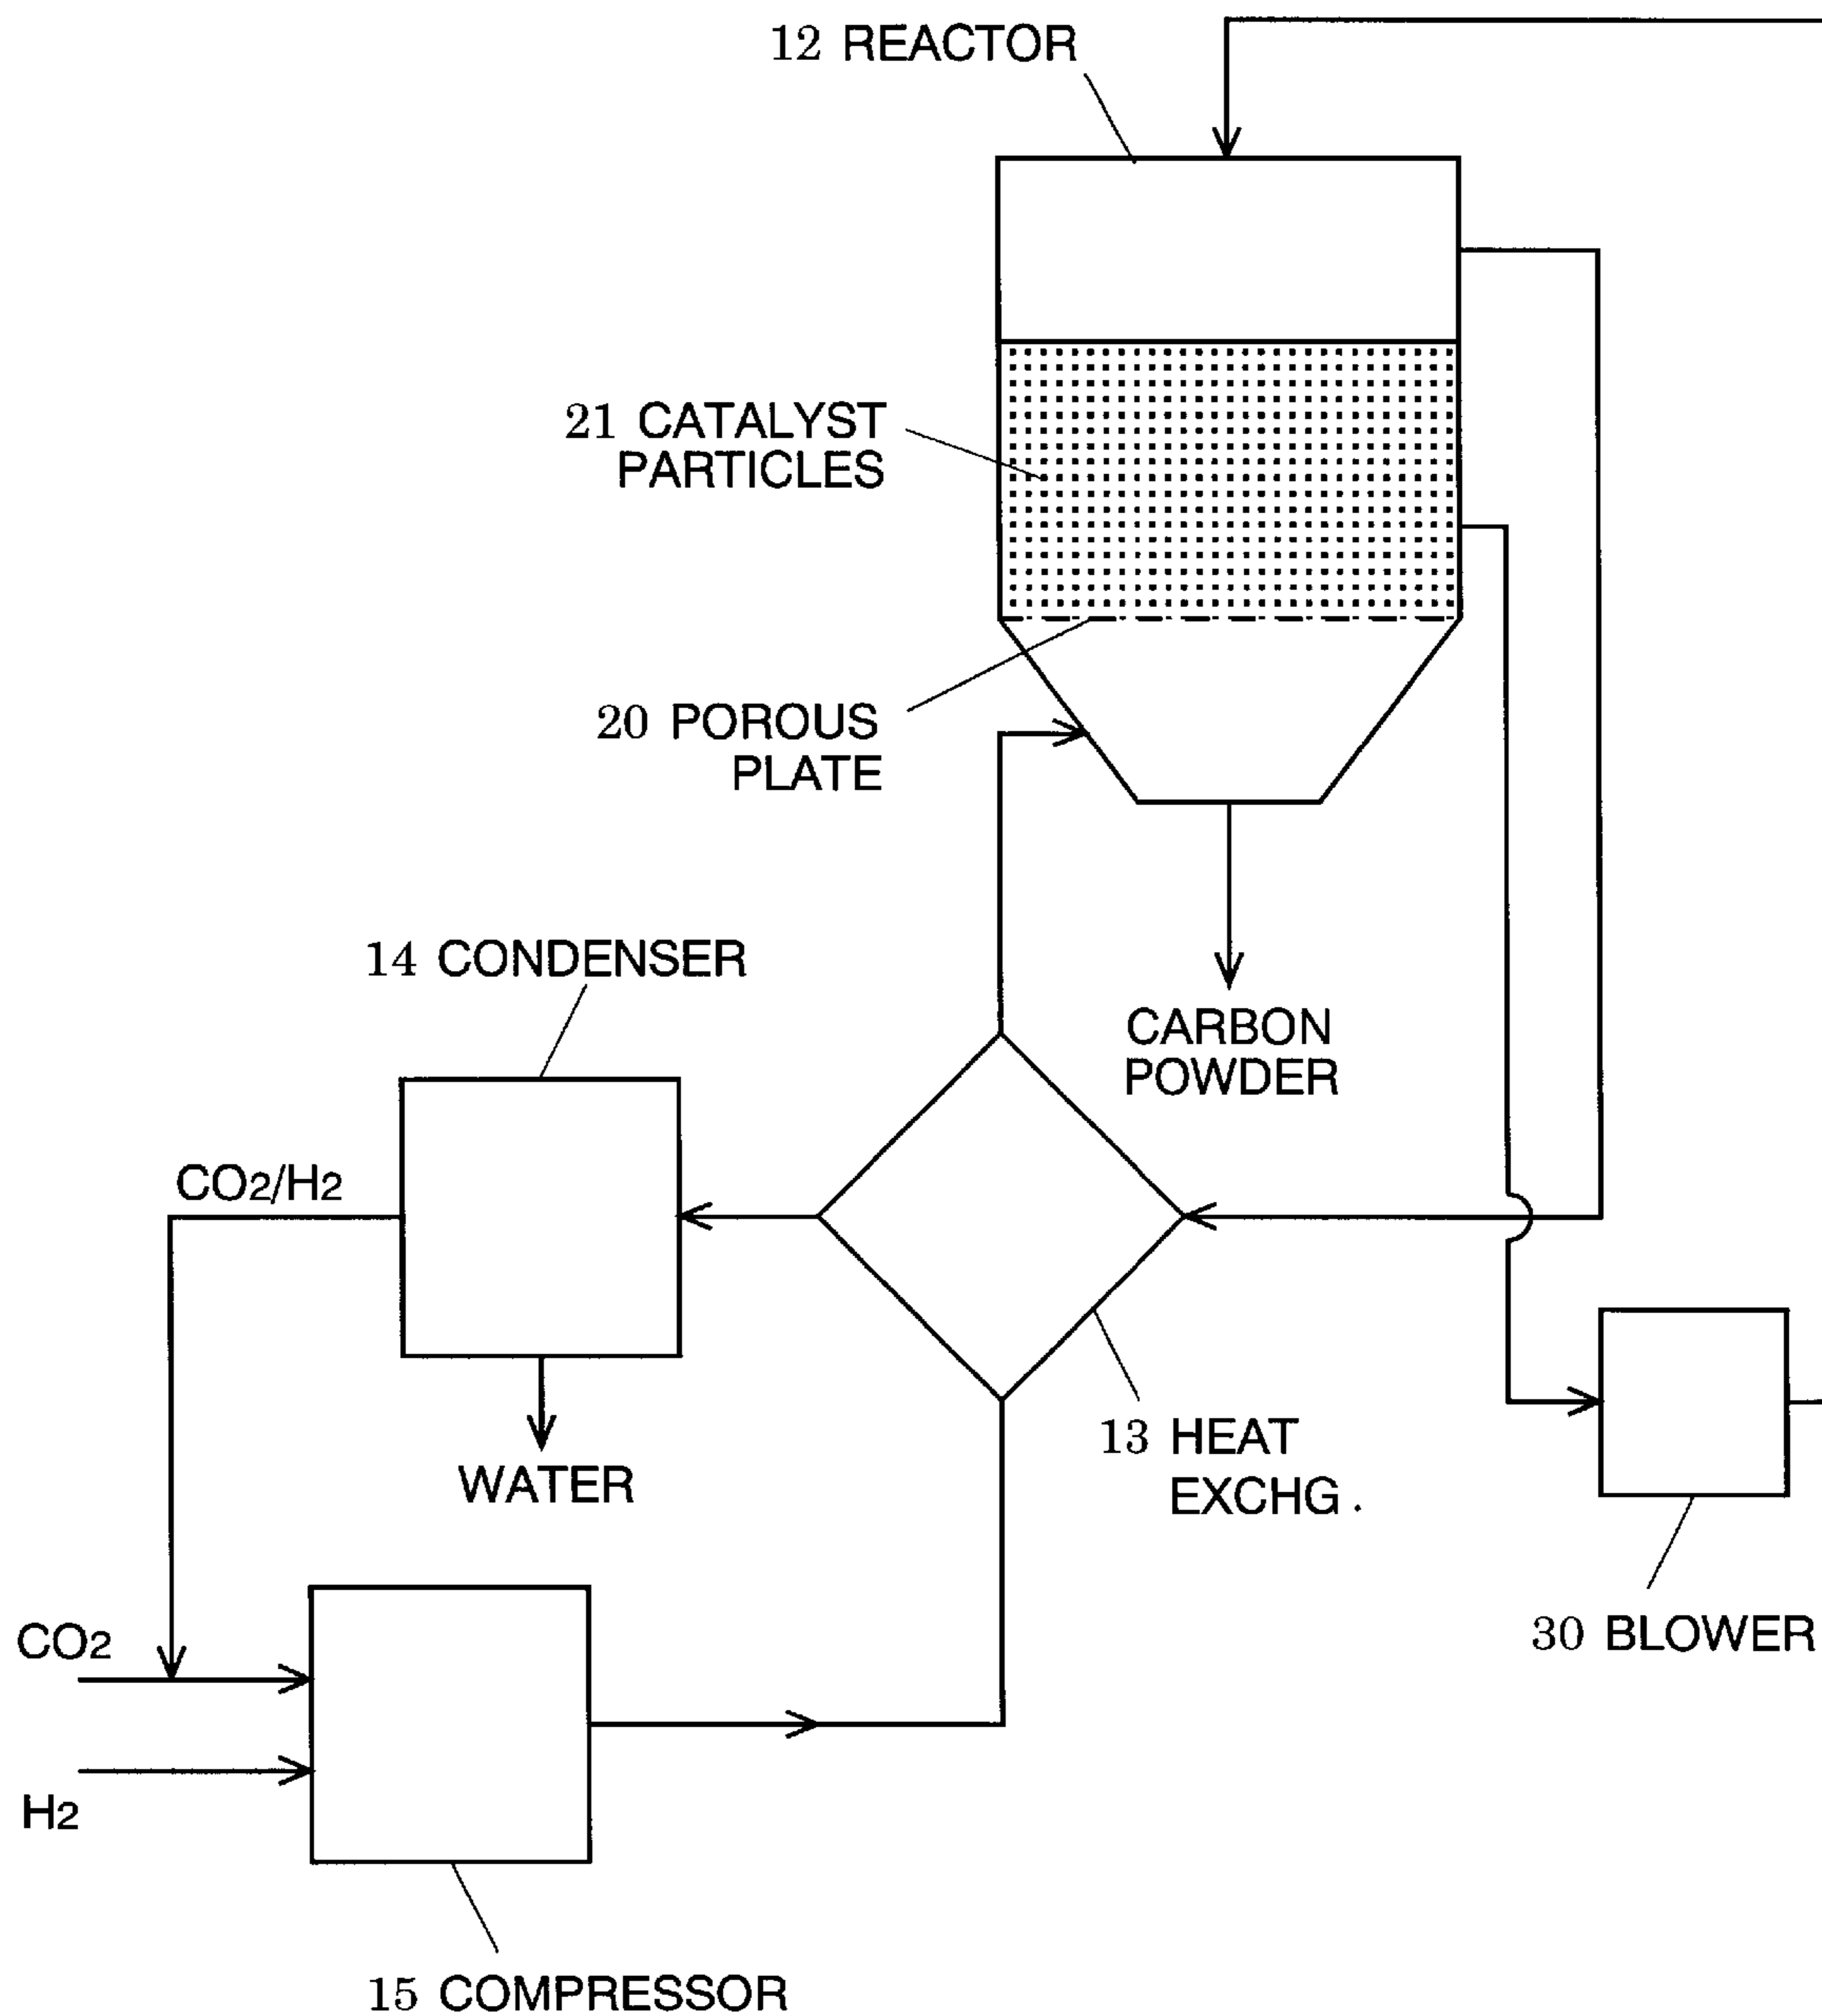 12 REACTOR
21 CATALYST
PARTICLES
20 POROUS
PLATE
14 CONDENSER
CARBON
POWDER
CO2/H2
13 HEAT
EXCHG.
WATER
30 BLOWER
CO2
H2
15 COMPRESSOR